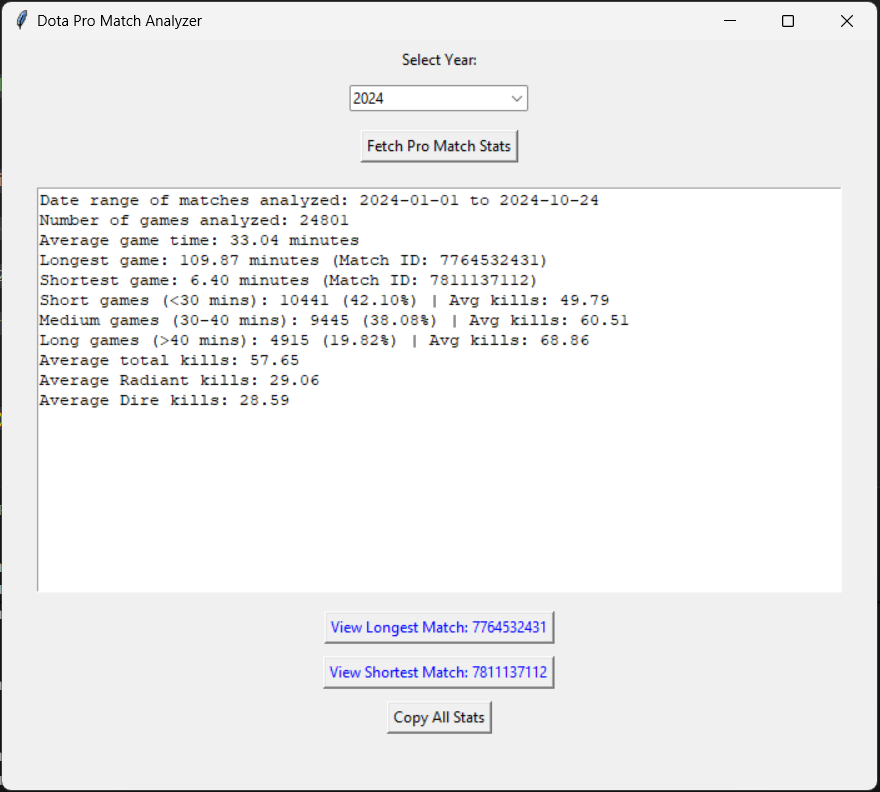 Dota Pro Match Analyzer
Select Year:
2024
Fetch Pro Match Stats
Date range of matches analyzed: 2024-01-01 to 2024-10-24
Number of games analyzed: 24801
Average game time: 33.04 minutes
Longest game: 109.87 minutes (Match ID: 7764532431)
Shortest game: 6.40 minutes (Match ID: 7811137112)
Short games (<30 mins): 10441 (42.10%) | Avg kills: 49.79
Medium games (30-40 mins): 9445 (38.08%) | Avg kills: 60.51
Long games (>40 mins): 4915 (19.82%) | Avg kills: 68.86
Average total kills: 57.65
Average Radiant kills: 29.06
Average Dire kills: 28.59
View Longest Match: 7764532431
View Shortest Match: 7811137112
Copy All Stats